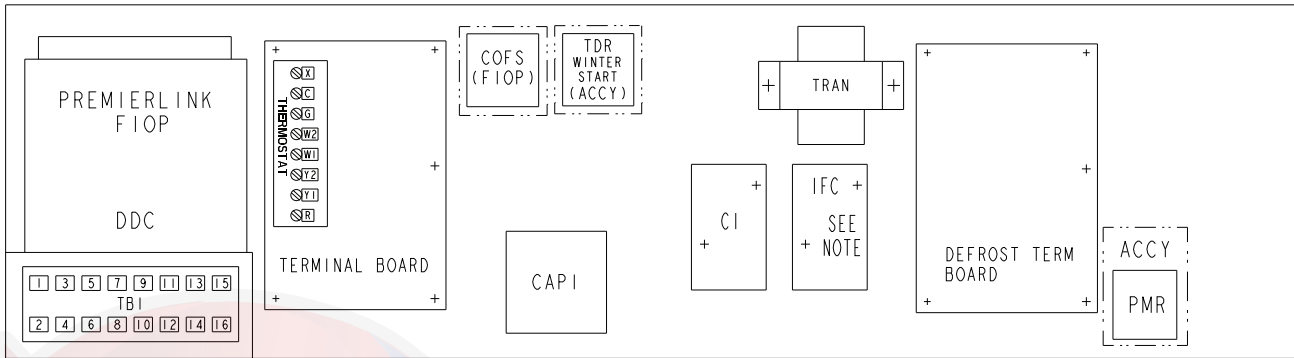 PREMIERLINK
FIOP
DDC
1 3 5 7 9 11 13 15
TB1
2 4 6 8 10 12 14 16
THERMOSTAT
X
C
G
W2
W1
Y2
Y1
R
TERMINAL BOARD
COFS
(FIOP)
TDR
WINTER
START
(ACCY)
CAP1
TRAN
C1
IFC
SEE
NOTE
DEFROST TERM
BOARD
ACCY
PMR